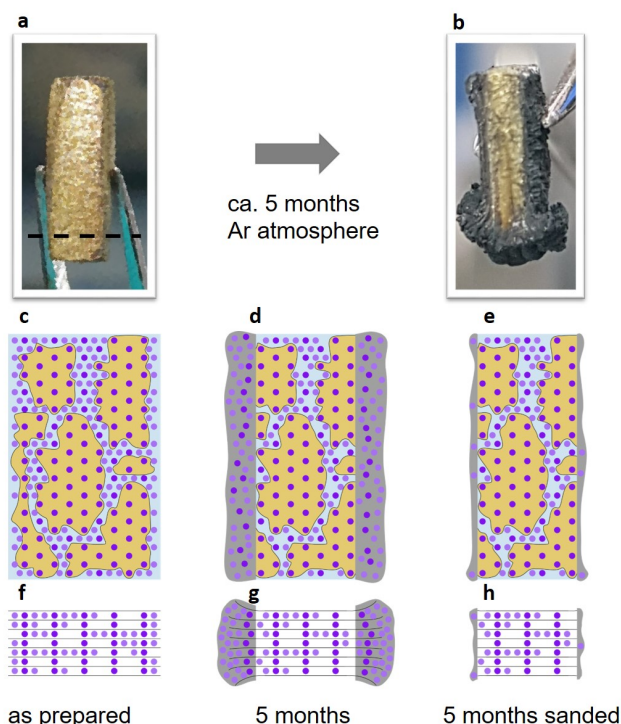 a
b
ca. 5 months
Ar atmosphere
c
d
e
f
g
h
as prepared
5 months
5 months sanded